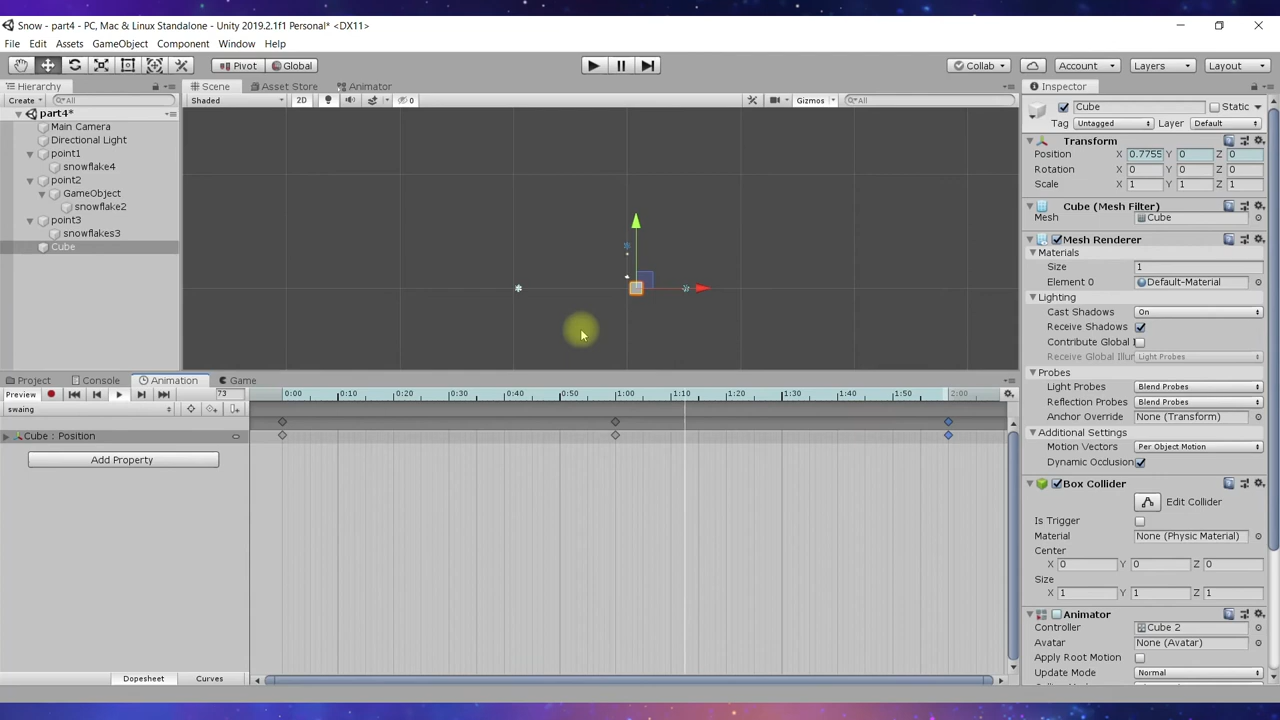 Snow - part4 - PC, Mac & Linux Standalone - Unity 2019.2.1f1 Personal* <DX11>
File Edit Assets GameObject Component Window Help
Pivot Global Collab Account Layers Layout
Hierarchy Scene Asset Store Animator Inspector
Create All Shaded 2D 0 Gizmos All Cube Static
part4* Tag Untagged Layer Default
Main Camera Transform
Directional Light Position X 0.7755 Y 0 Z 0
point1 Rotation X 0 Y 0 Z 0
snowflake4 Scale X 1 Y 1 Z 1
point2
GameObject Cube (Mesh Filter)
snowflake2 Mesh Cube
point3 Mesh Renderer
snowflakes3 Materials
Cube Size 1
Element 0 Default-Material
Lighting
Cast Shadows On
Receive Shadows
Contribute Global I
Receive Global Illur Light Probes
Probes
Project Console Animation Game
Light Probes Blend Probes
Preview 73 0:00 0:10 0:20 0:30 0:40 0:50 1:00 1:10 1:20 1:30 1:40 1:50 2:00
Reflection Probes Blend Probes
swaing
Anchor Override None (Transform)
Additional Settings
Cube : Position
Motion Vectors Per Object Motion
Add Property
Dynamic Occlusion
Box Collider
Edit Collider
Is Trigger
Material None (Physic Material)
Center
X 0 Y 0 Z 0
Size
X 1 Y 1 Z 1
Animator
Controller Cube 2
Avatar None (Avatar)
Apply Root Motion
Update Mode Normal
Dopesheet Curves